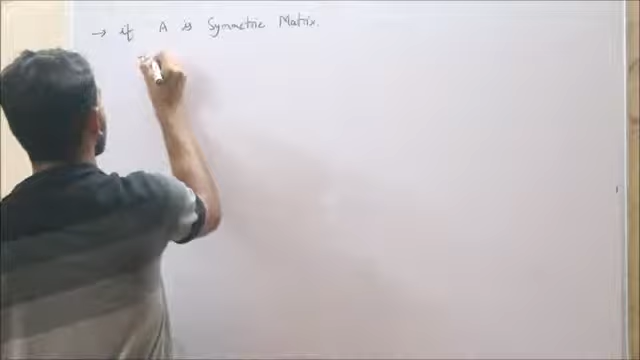 → if A is Symmetric Matrix.